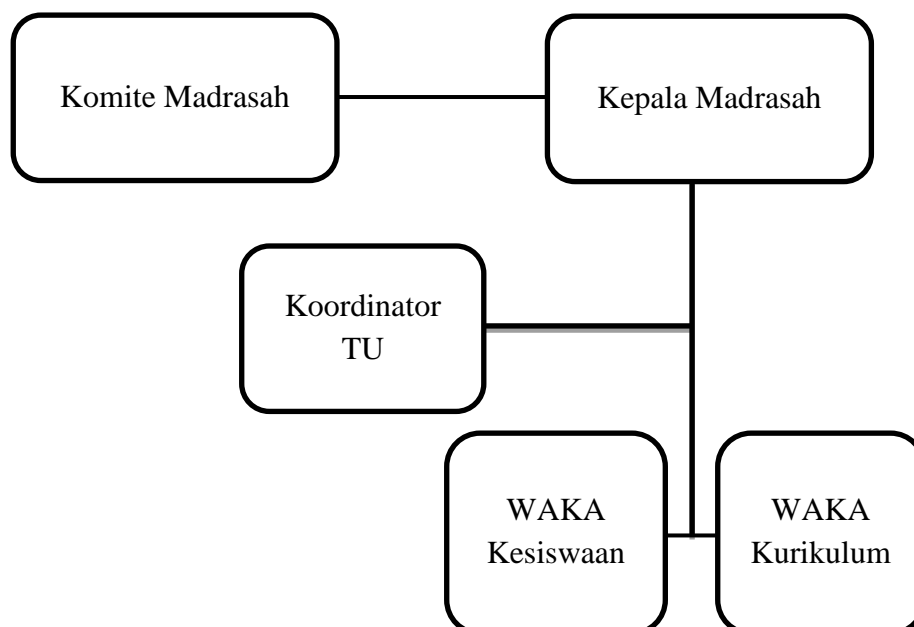 Komite Madrasah
Kepala Madrasah
Koordinator
TU
WAKA
Kesiswaan
WAKA
Kurikulum